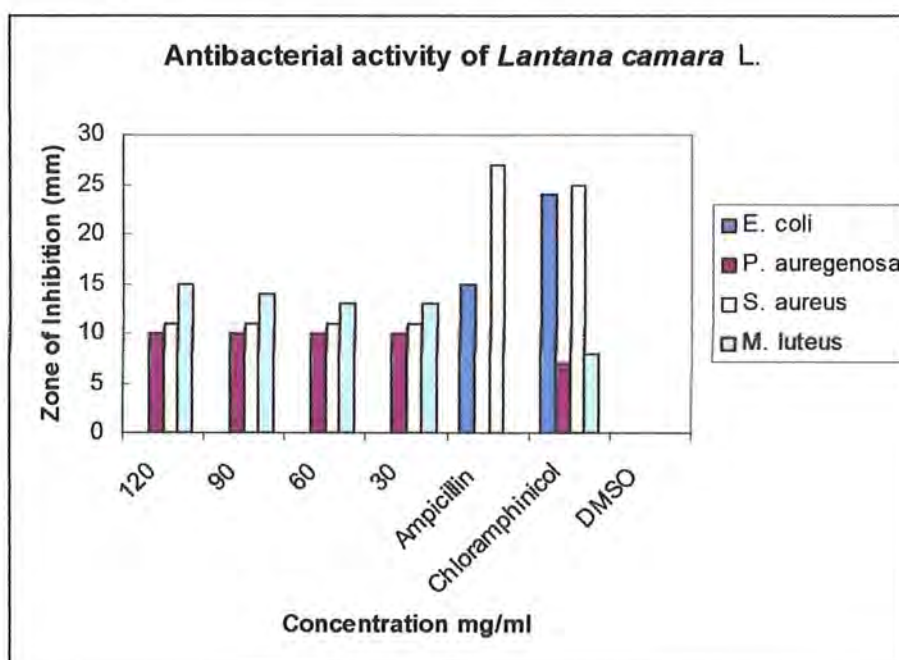 Antibacterial activity of Lantana camara L.
Zone of Inhibition (mm)
30
25
20
15
10
5
0
120
90
60
30
Ampicillin
Chloramphinicol
DMSO
Concentration mg/ml
E. coli
P. auregenosa
S. aureus
M. luteus